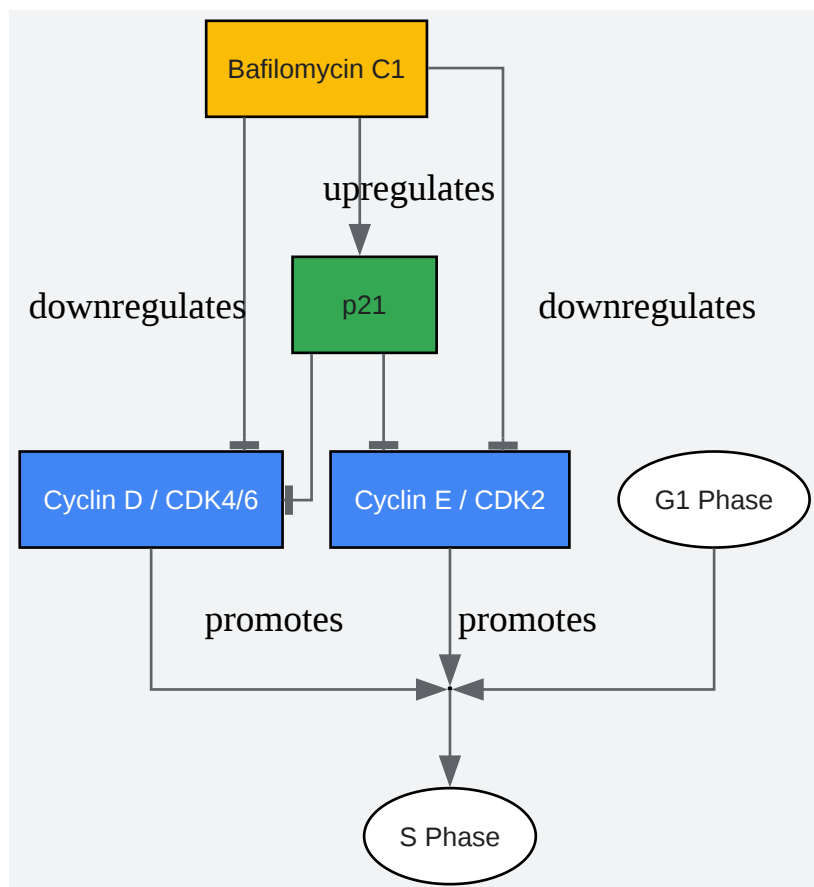 Bafilomycin C1
upregulates
p21
downregulates
downregulates
Cyclin D / CDK4/6
Cyclin E / CDK2
G1 Phase
promotes
promotes
S Phase